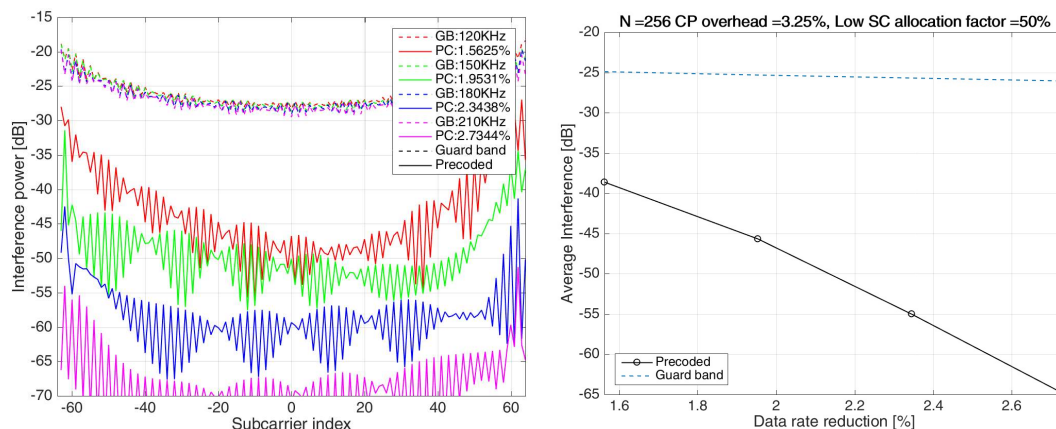 Interference power [dB]
-15
-20
-25
-30
-35
-40
-45
-50
-55
-60
-65
-70
-60
-40
-20
0
20
40
60
Subcarrier index
GB:120KHz
PC:1.5625%
GB:150KHz
PC:1.9531%
GB:180KHz
PC:2.3438%
GB:210KHz
PC:2.7344%
Guard band
Precoded
N =256 CP overhead =3.25%, Low SC allocation factor =50%
Average Interference [dB]
-20
-25
-30
-35
-40
-45
-50
-55
-60
-65
1.6
1.8
2
2.2
2.4
2.6
Data rate reduction [%]
Precoded
Guard band